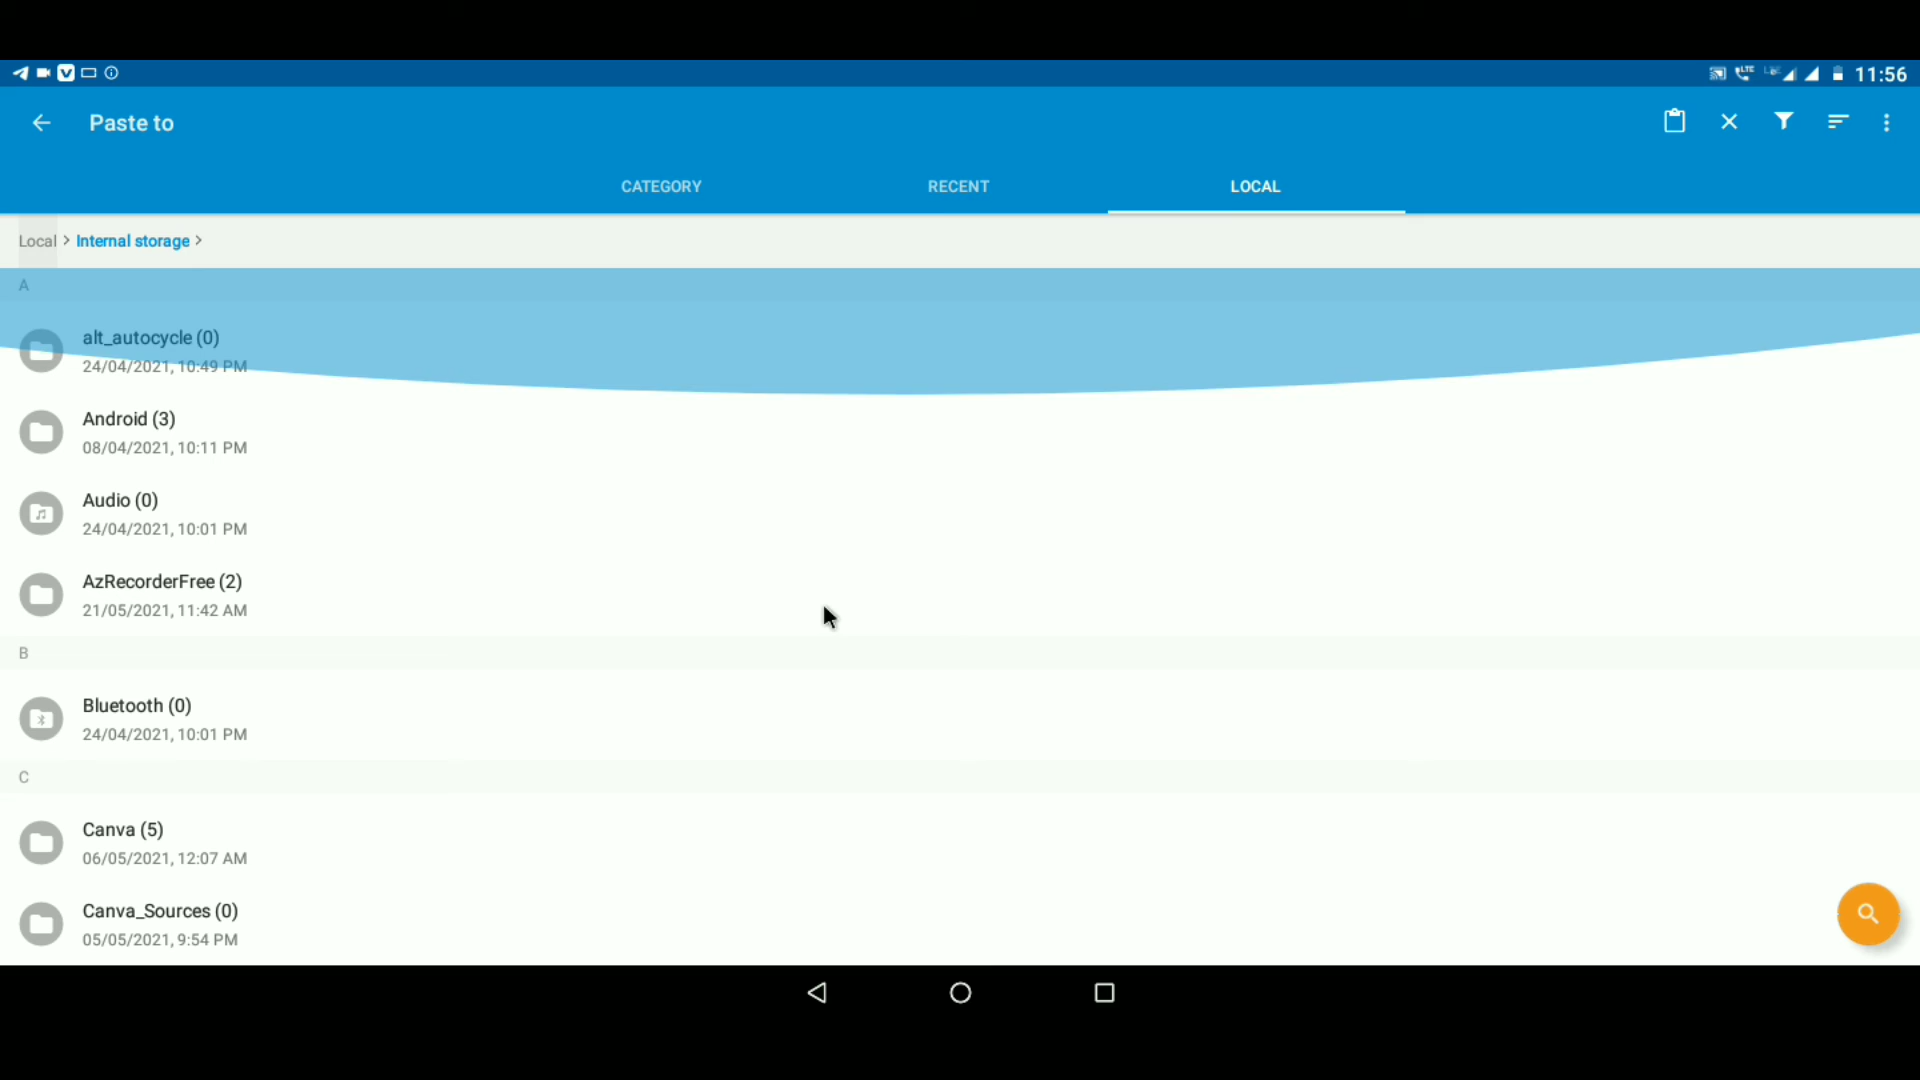 11:56
Paste to
CATEGORY
RECENT
LOCAL
Local > Internal storage >
A
alt_autocycle (0)
24/04/2021, 10:49 PM
Android (3)
08/04/2021, 10:11 PM
Audio (0)
24/04/2021, 10:01 PM
AzRecorderFree (2)
21/05/2021, 11:42 AM
B
Bluetooth (0)
24/04/2021, 10:01 PM
C
Canva (5)
06/05/2021, 12:07 AM
Canva_Sources (0)
05/05/2021, 9:54 PM